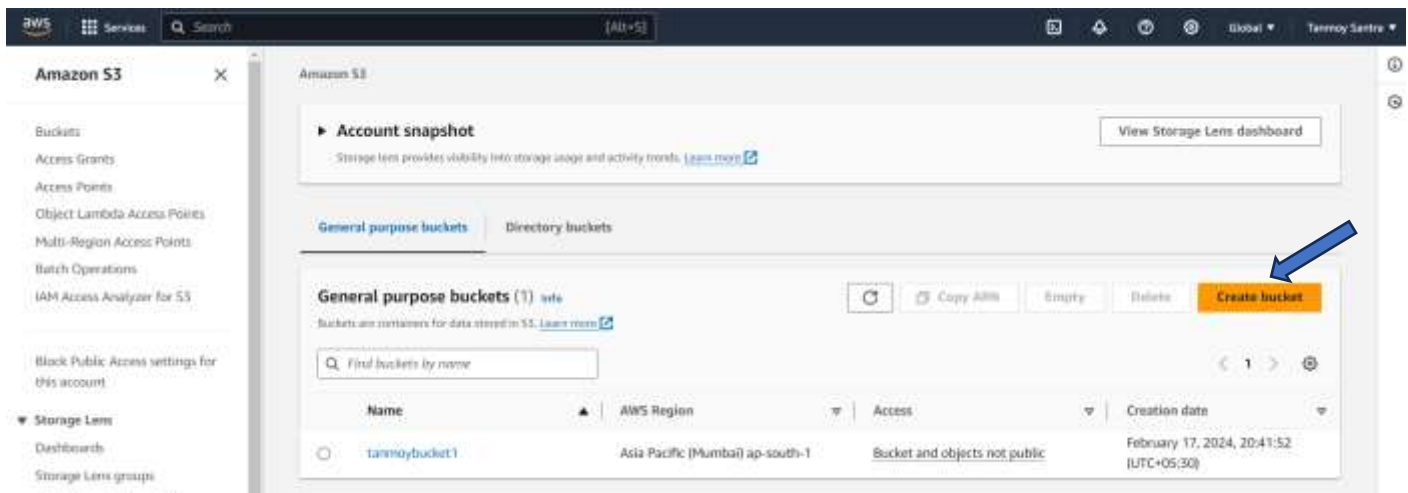 aws Services Search [Alt+S] Global Tanmoy Santra
Amazon S3
Buckets
Access Grants
Access Points
Object Lambda Access Points
Multi-Region Access Points
Batch Operations
IAM Access Analyzer for S3
Block Public Access settings for
this account
Storage Lens
Dashboards
Storage Lens groups
Amazon S3
Account snapshot
View Storage Lens dashboard
Storage lens provides visibility into storage usage and activity trends. Learn more
General purpose buckets Directory buckets
General purpose buckets (1) Info
Copy ARN Empty Delete Create bucket
Buckets are containers for data stored in S3. Learn more
Find buckets by name
1
Name AWS Region Access Creation date
tanmoybucket1 Asia Pacific (Mumbai) ap-south-1 Bucket and objects not public February 17, 2024, 20:41:52
(UTC+05:30)